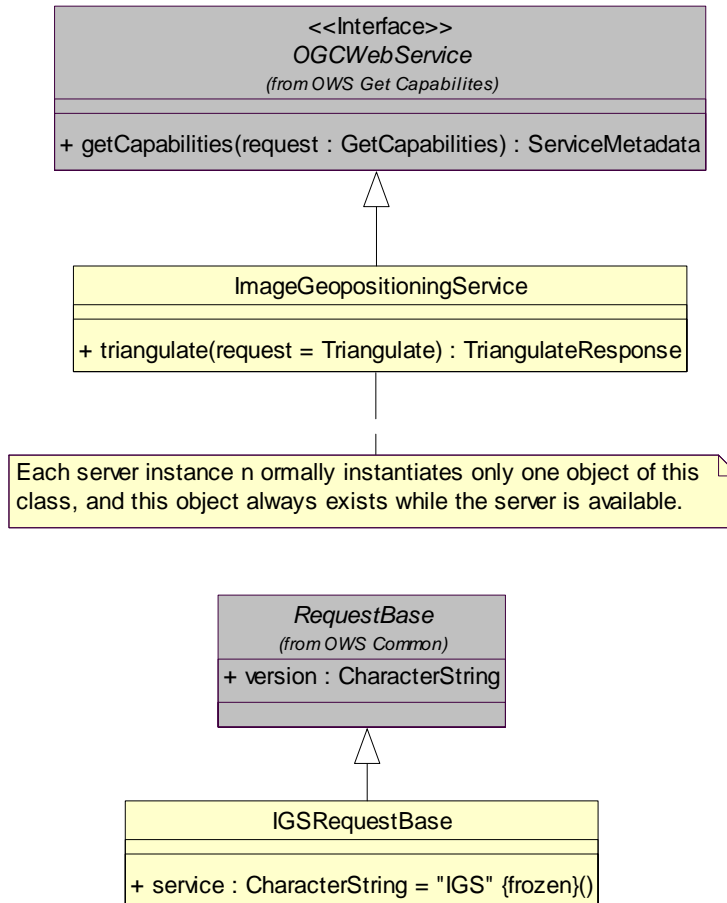 <<Interface>>
OGCWebService
(from OWS Get Capabilites)
+ getCapabilities(request : GetCapabilities) : ServiceMetadata
ImageGeopositioningService
+ triangulate(request = Triangulate) : TriangulateResponse
Each server instance n ormally instantiates only one object of this
class, and this object always exists while the server is available.
RequestBase
(from OWS Common)
+ version : CharacterString
IGSRequestBase
+ service : CharacterString = "IGS" {frozen}()